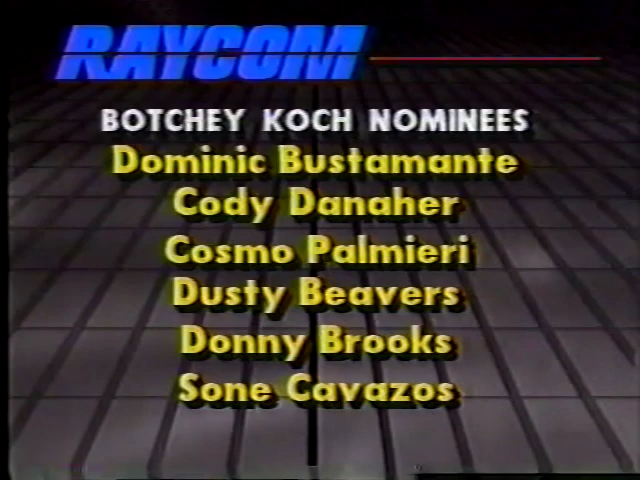 RAYCOM
BOTCHEY KOCH NOMINEES
Dominic Bustamante
Cody Danaher
Cosmo Palmieri
Dusty Beavers
Donny Brooks
Sone Cavazos